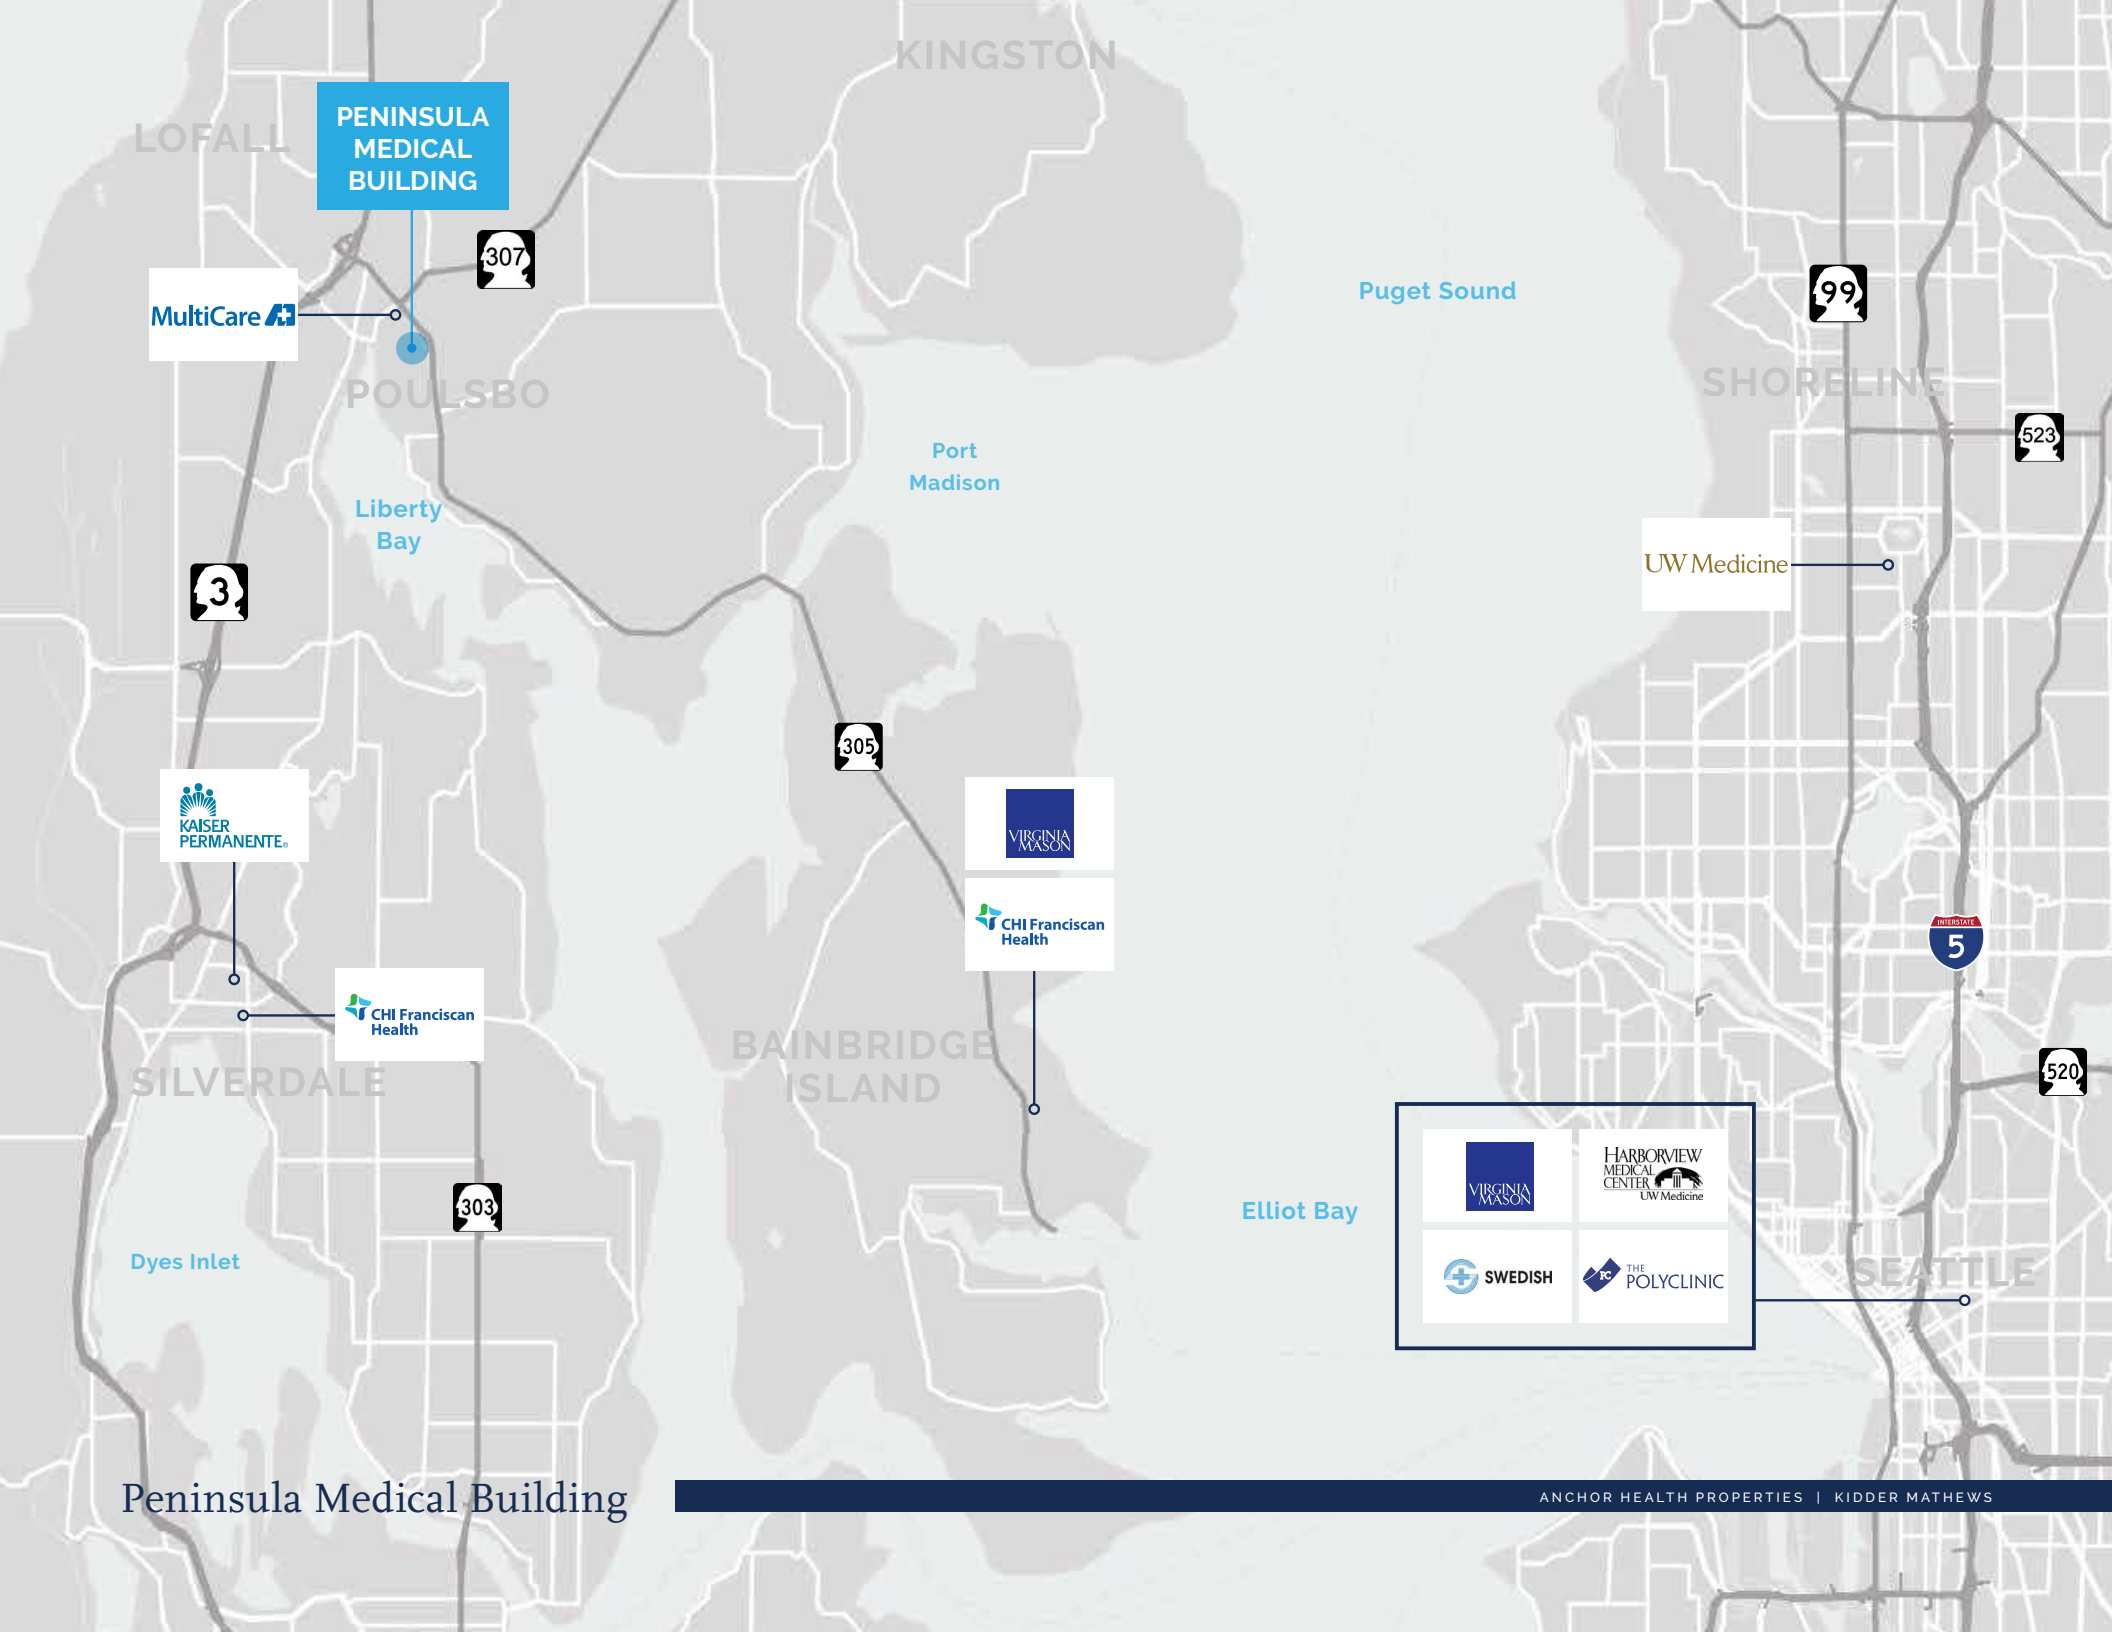 KINGSTON
PENINSULA
MEDICAL
BUILDING
LOFALL
307
Puget Sound
99
MultiCare
POULSBO
SHORELINE
523
Port
Madison
Liberty
Bay
UW Medicine
3
305
KAISER
PERMANENTE®
VIRGINIA
MASON
CHI Franciscan
Health
INTERSTATE
5
CHI Franciscan
Health
BAINBRIDGE
ISLAND
SILVERDALE
520
VIRGINIA
MASON
HARBORVIEW
MEDICAL
CENTER
UW Medicine
303
Elliot Bay
Dyes Inlet
SWEDISH
PC
THE
POLYCLINIC
SEATTLE
Peninsula Medical Building
ANCHOR HEALTH PROPERTIES | KIDDER MATHEWS